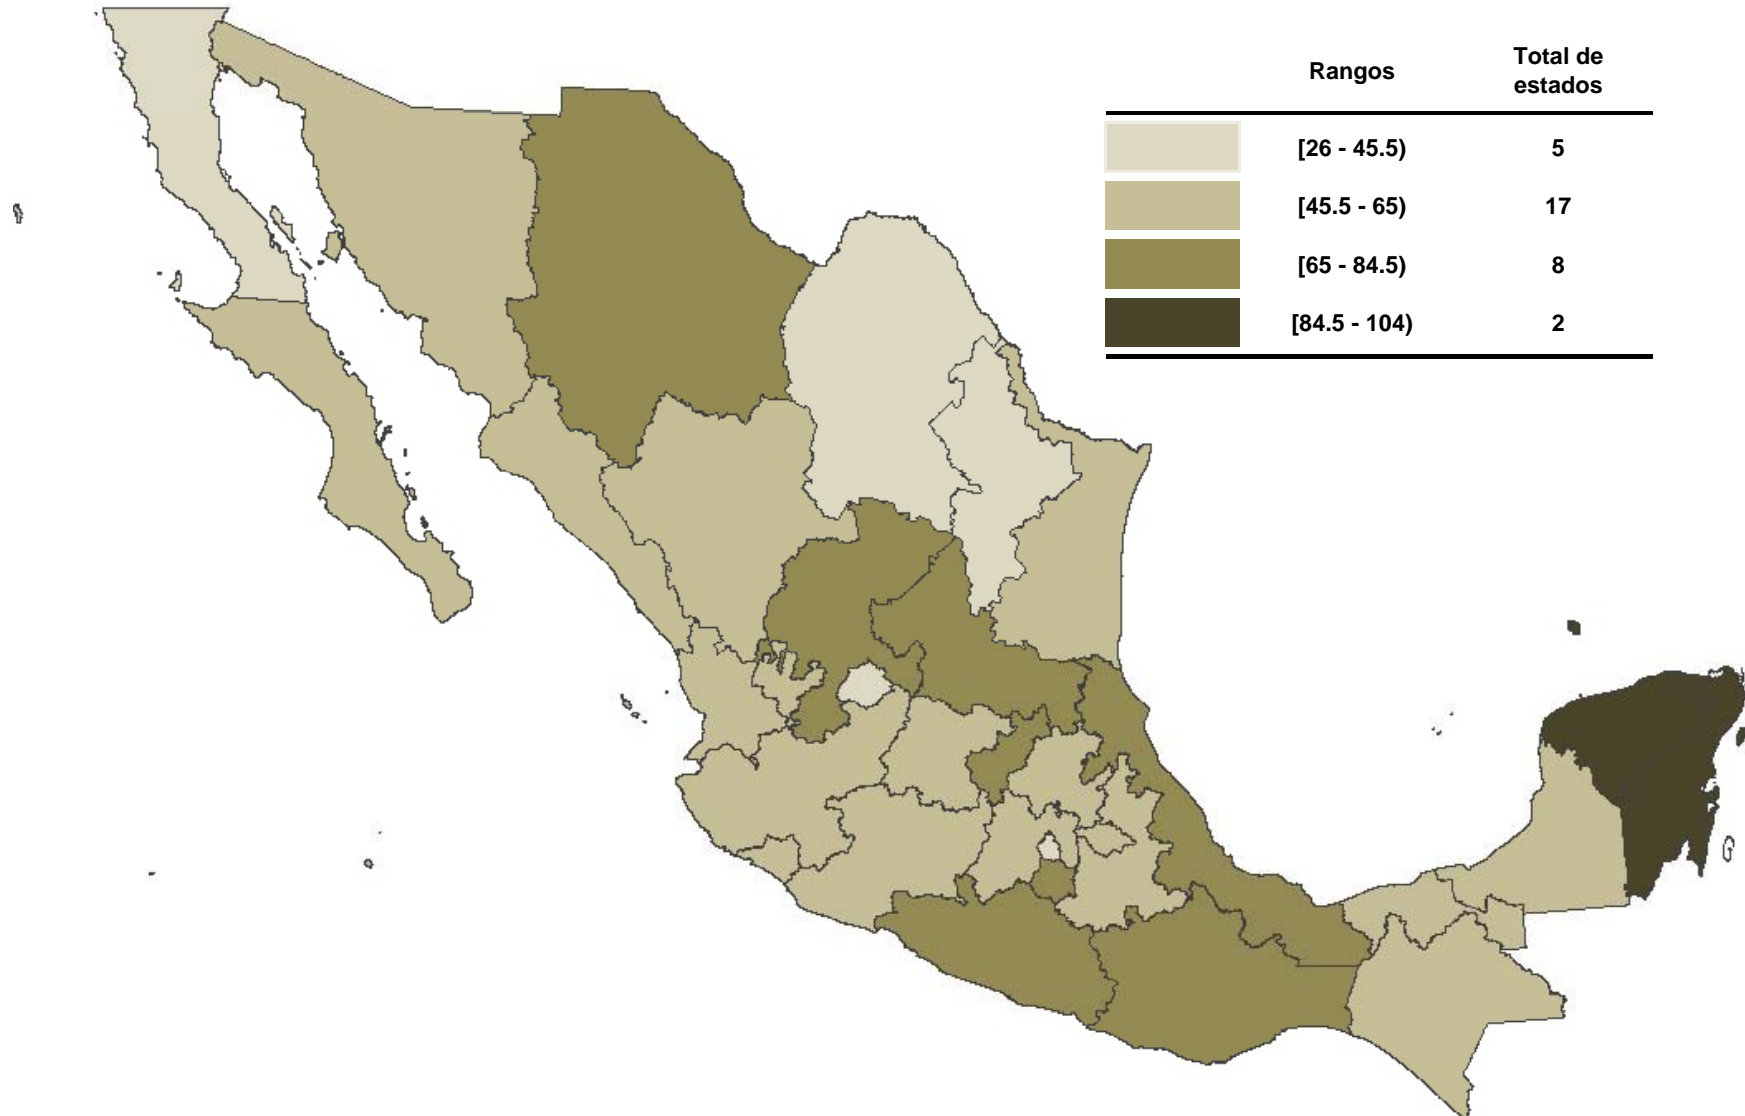 Rangos Total de
estados
[26 - 45.5) 5
[45.5 - 65) 17
[65 - 84.5) 8
[84.5 - 104) 2